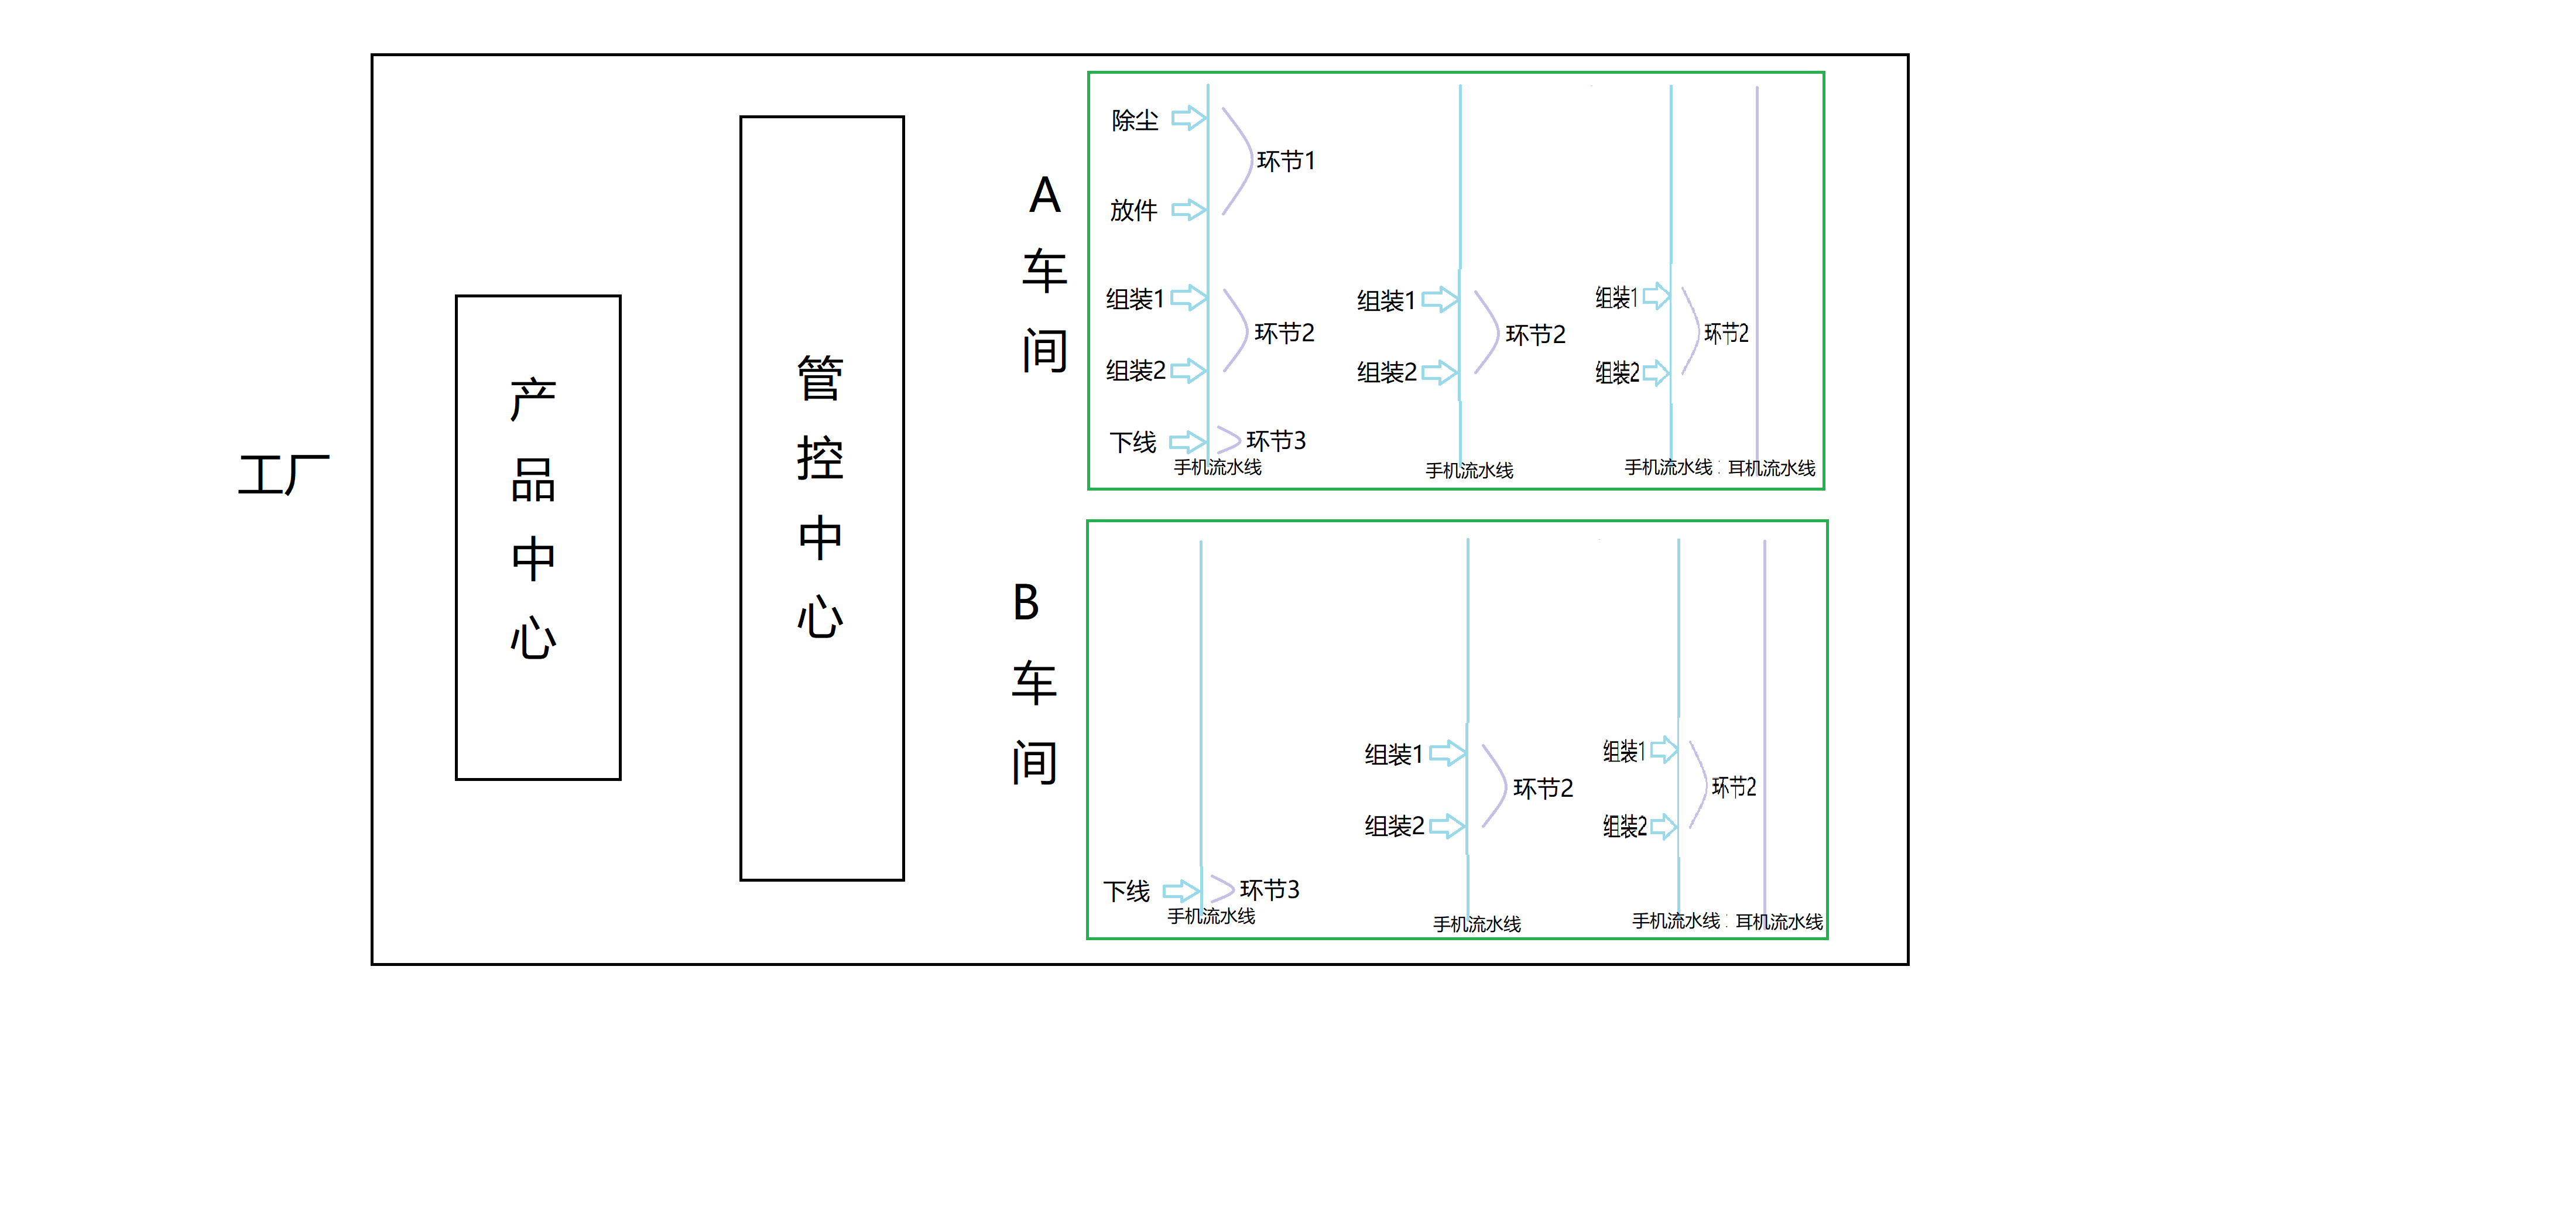 工厂
产品中心
管控中心
A车间
除尘
环节1
放件
组装1
环节2
组装2
下线
环节3
手机流水线
组装1
环节2
组装2
手机流水线
组装1
环节2
组装2
手机流水线
耳机流水线
B车间
下线
环节3
手机流水线
组装1
环节2
组装2
手机流水线
组装1
环节2
组装2
手机流水线
耳机流水线